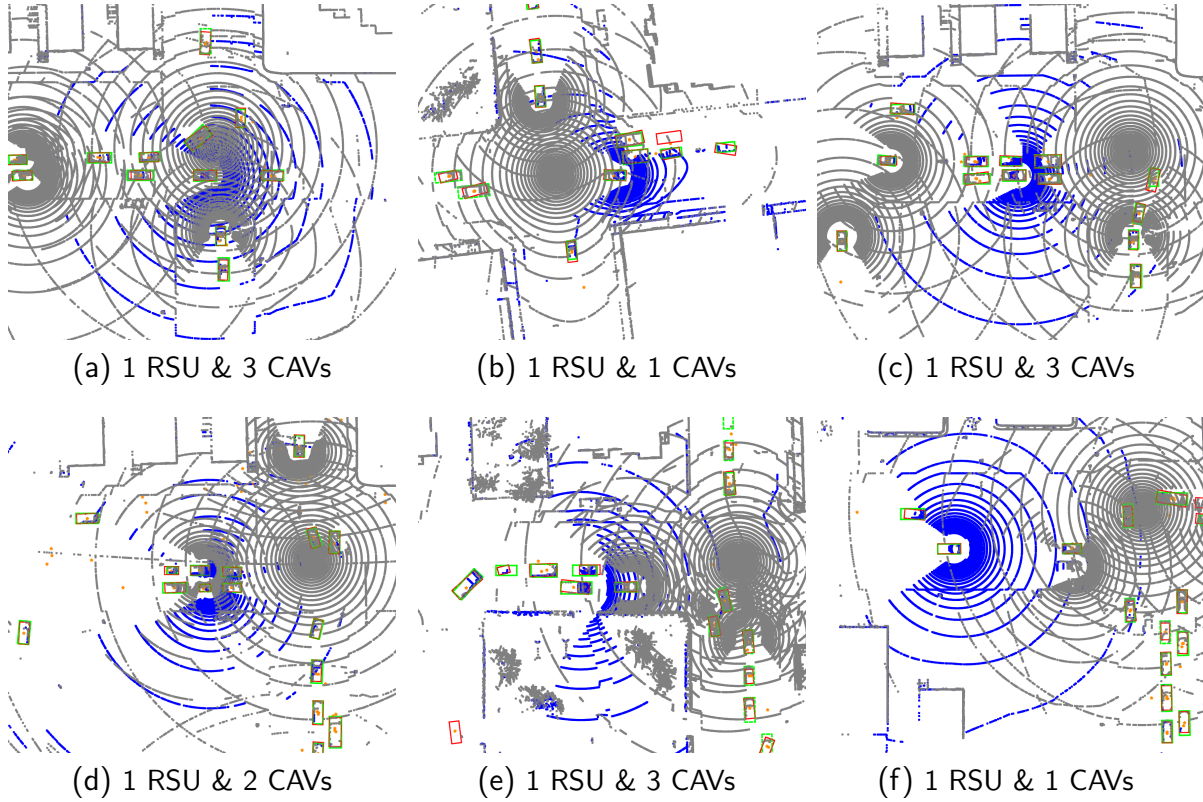 (a) 1 RSU & 3 CAVs
(b) 1 RSU & 1 CAVs
(c) 1 RSU & 3 CAVs
(d) 1 RSU & 2 CAVs
(e) 1 RSU & 3 CAVs
(f) 1 RSU & 1 CAVs